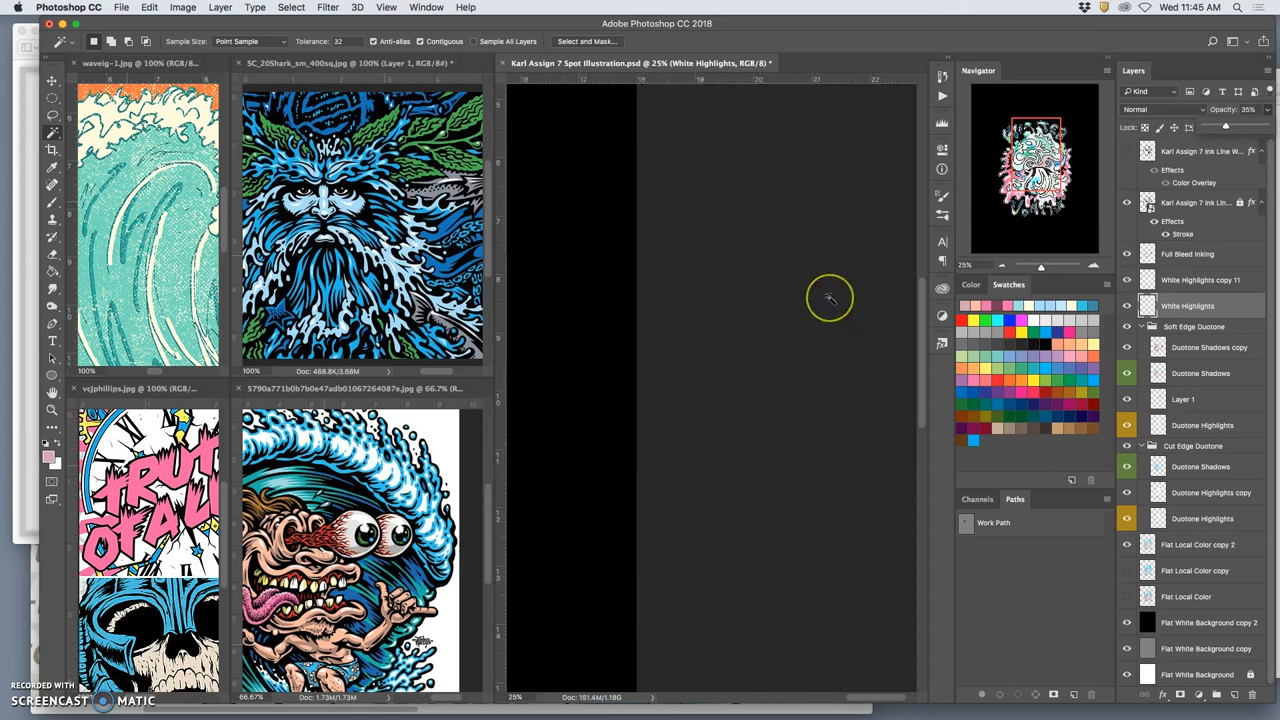 Photoshop CC File Edit Image Layer Type Select Filter 3D View Window Help
Wed 11:45 AM
Adobe Photoshop CC 2018
Sample Size: Point Sample Tolerance: 32 Anti-alias Contiguous Sample All Layers Select and Mask...
waveig-1.jpg @ 100% (RGB/8...
SC_20Shark_sm_400sq.jpg @ 100% (Layer 1, RGB/8#) *
Karl Assign 7 Spot Illustration.psd @ 25% (White Highlights, RGB/8) *
100%
100% Doc: 468.8K/3.68M
vcjphillips.jpg @ 100% (RGB/...
5790a771b0b7b0e47adb01067264087e.jpg @ 66.7% (RGB/...
TRUT
OF AL
66.67% Doc: 1.73M/1.73M
25% Doc: 151.4M/1.18G
Navigator
25%
Color Swatches
Channels Paths
Work Path
Layers
Kind
Normal Opacity: 35%
Lock:
Karl Assign 7 Ink Line W... fx
Effects
Color Overlay
Karl Assign 7 Ink Lin... fx
Effects
Stroke
Full Bleed Inking
White Highlights copy 11
White Highlights
Soft Edge Duotone
Duotone Shadows copy
Duotone Shadows
Layer 1
Duotone Highlights
Cut Edge Duotone
Duotone Shadows
Duotone Highlights copy
Duotone Highlights
Flat Local Color copy 2
Flat Local Color copy
Flat Local Color
Flat White Background copy 2
Flat White Background copy
Flat White Background
RECORDED WITH
SCREENCAST MATIC